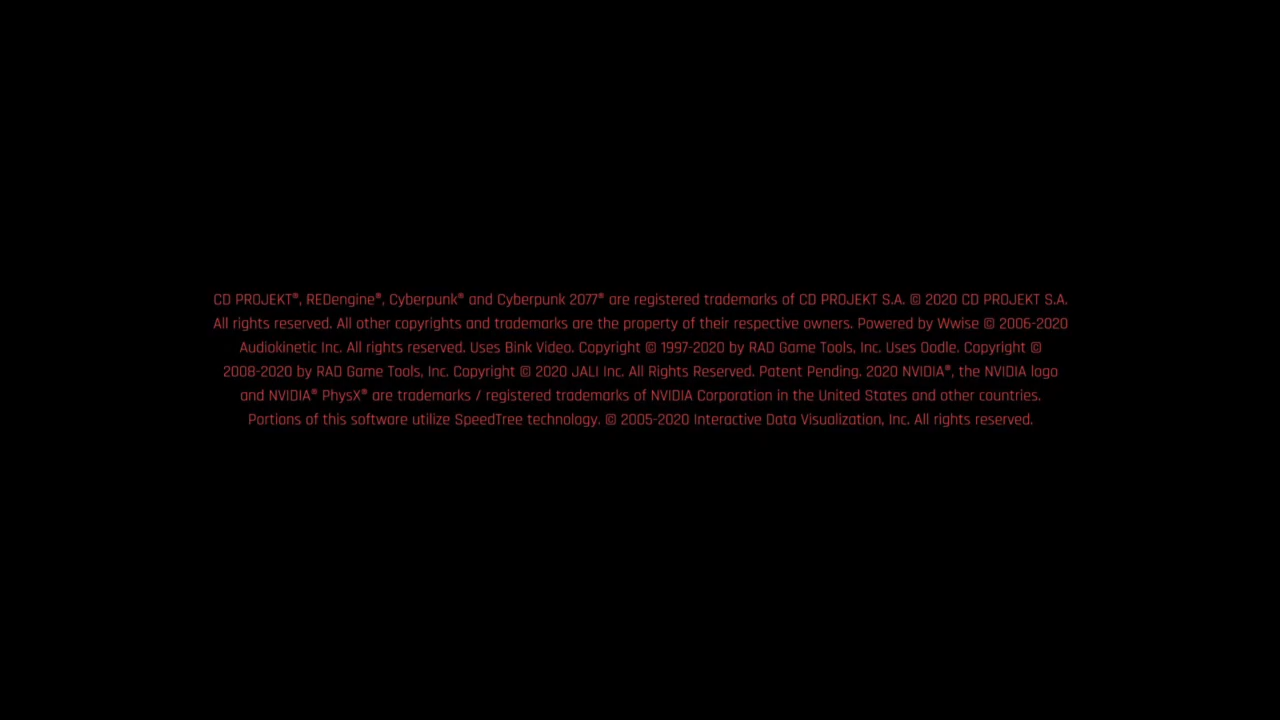 CD PROJEKT®, REDengine®, Cyberpunk® and Cyberpunk 2077® are registered trademarks of CD PROJEKT S.A. © 2020 CD PROJEKT S.A.
All rights reserved. All other copyrights and trademarks are the property of their respective owners. Powered by Wwise © 2006-2020
Audiokinetic Inc. All rights reserved. Uses Bink Video. Copyright © 1997-2020 by RAD Game Tools, Inc. Uses Oodle. Copyright ©
2008-2020 by RAD Game Tools, Inc. Copyright © 2020 JALI Inc. All Rights Reserved. Patent Pending. 2020 NVIDIA®, the NVIDIA logo
and NVIDIA® PhysX® are trademarks / registered trademarks of NVIDIA Corporation in the United States and other countries.
Portions of this software utilize SpeedTree technology. © 2005-2020 Interactive Data Visualization, Inc. All rights reserved.